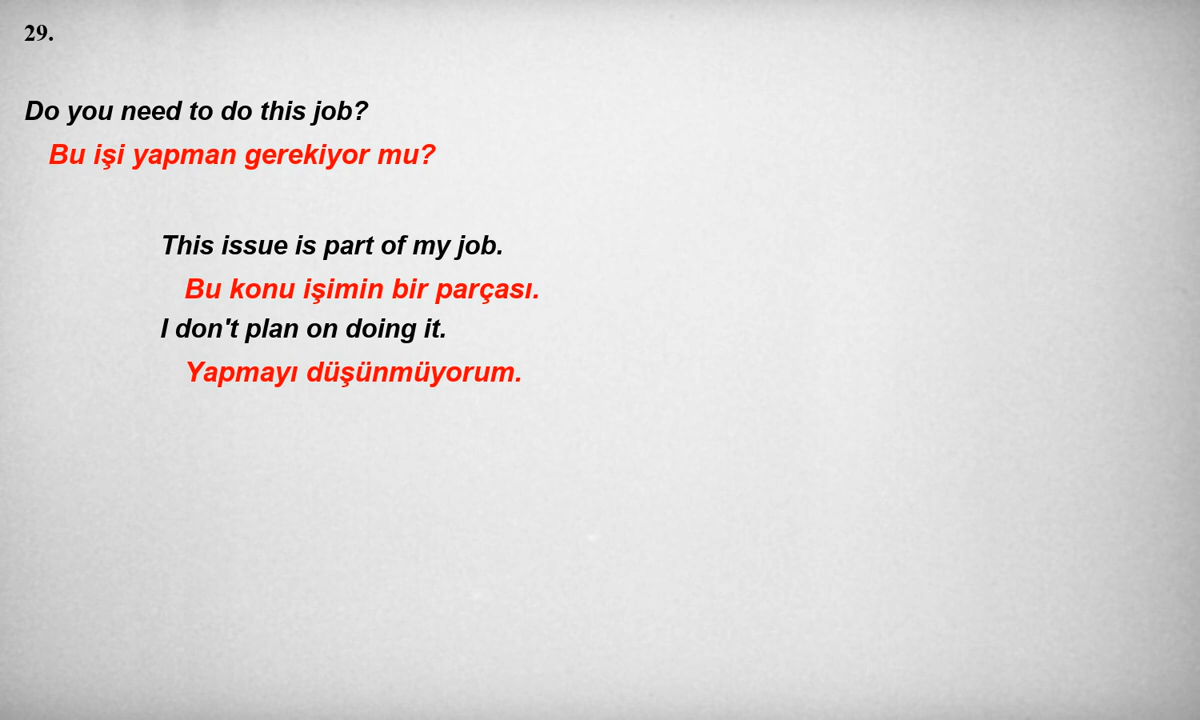 29.
Do you need to do this job?
Bu işi yapman gerekiyor mu?
This issue is part of my job.
Bu konu işimin bir parçası.
I don't plan on doing it.
Yapmayı düşünmüyorum.